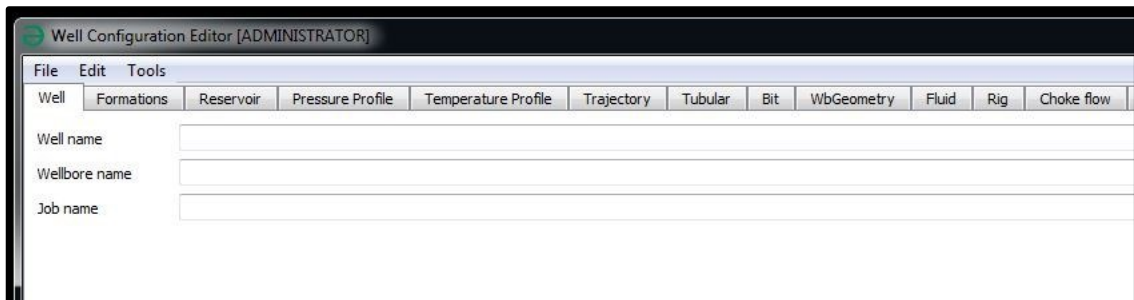 Well Configuration Editor [ADMINISTRATOR]
File Edit Tools
Well Formations Reservoir Pressure Profile Temperature Profile Trajectory Tubular Bit WbGeometry Fluid Rig Choke flow
Well name
Wellbore name
Job name